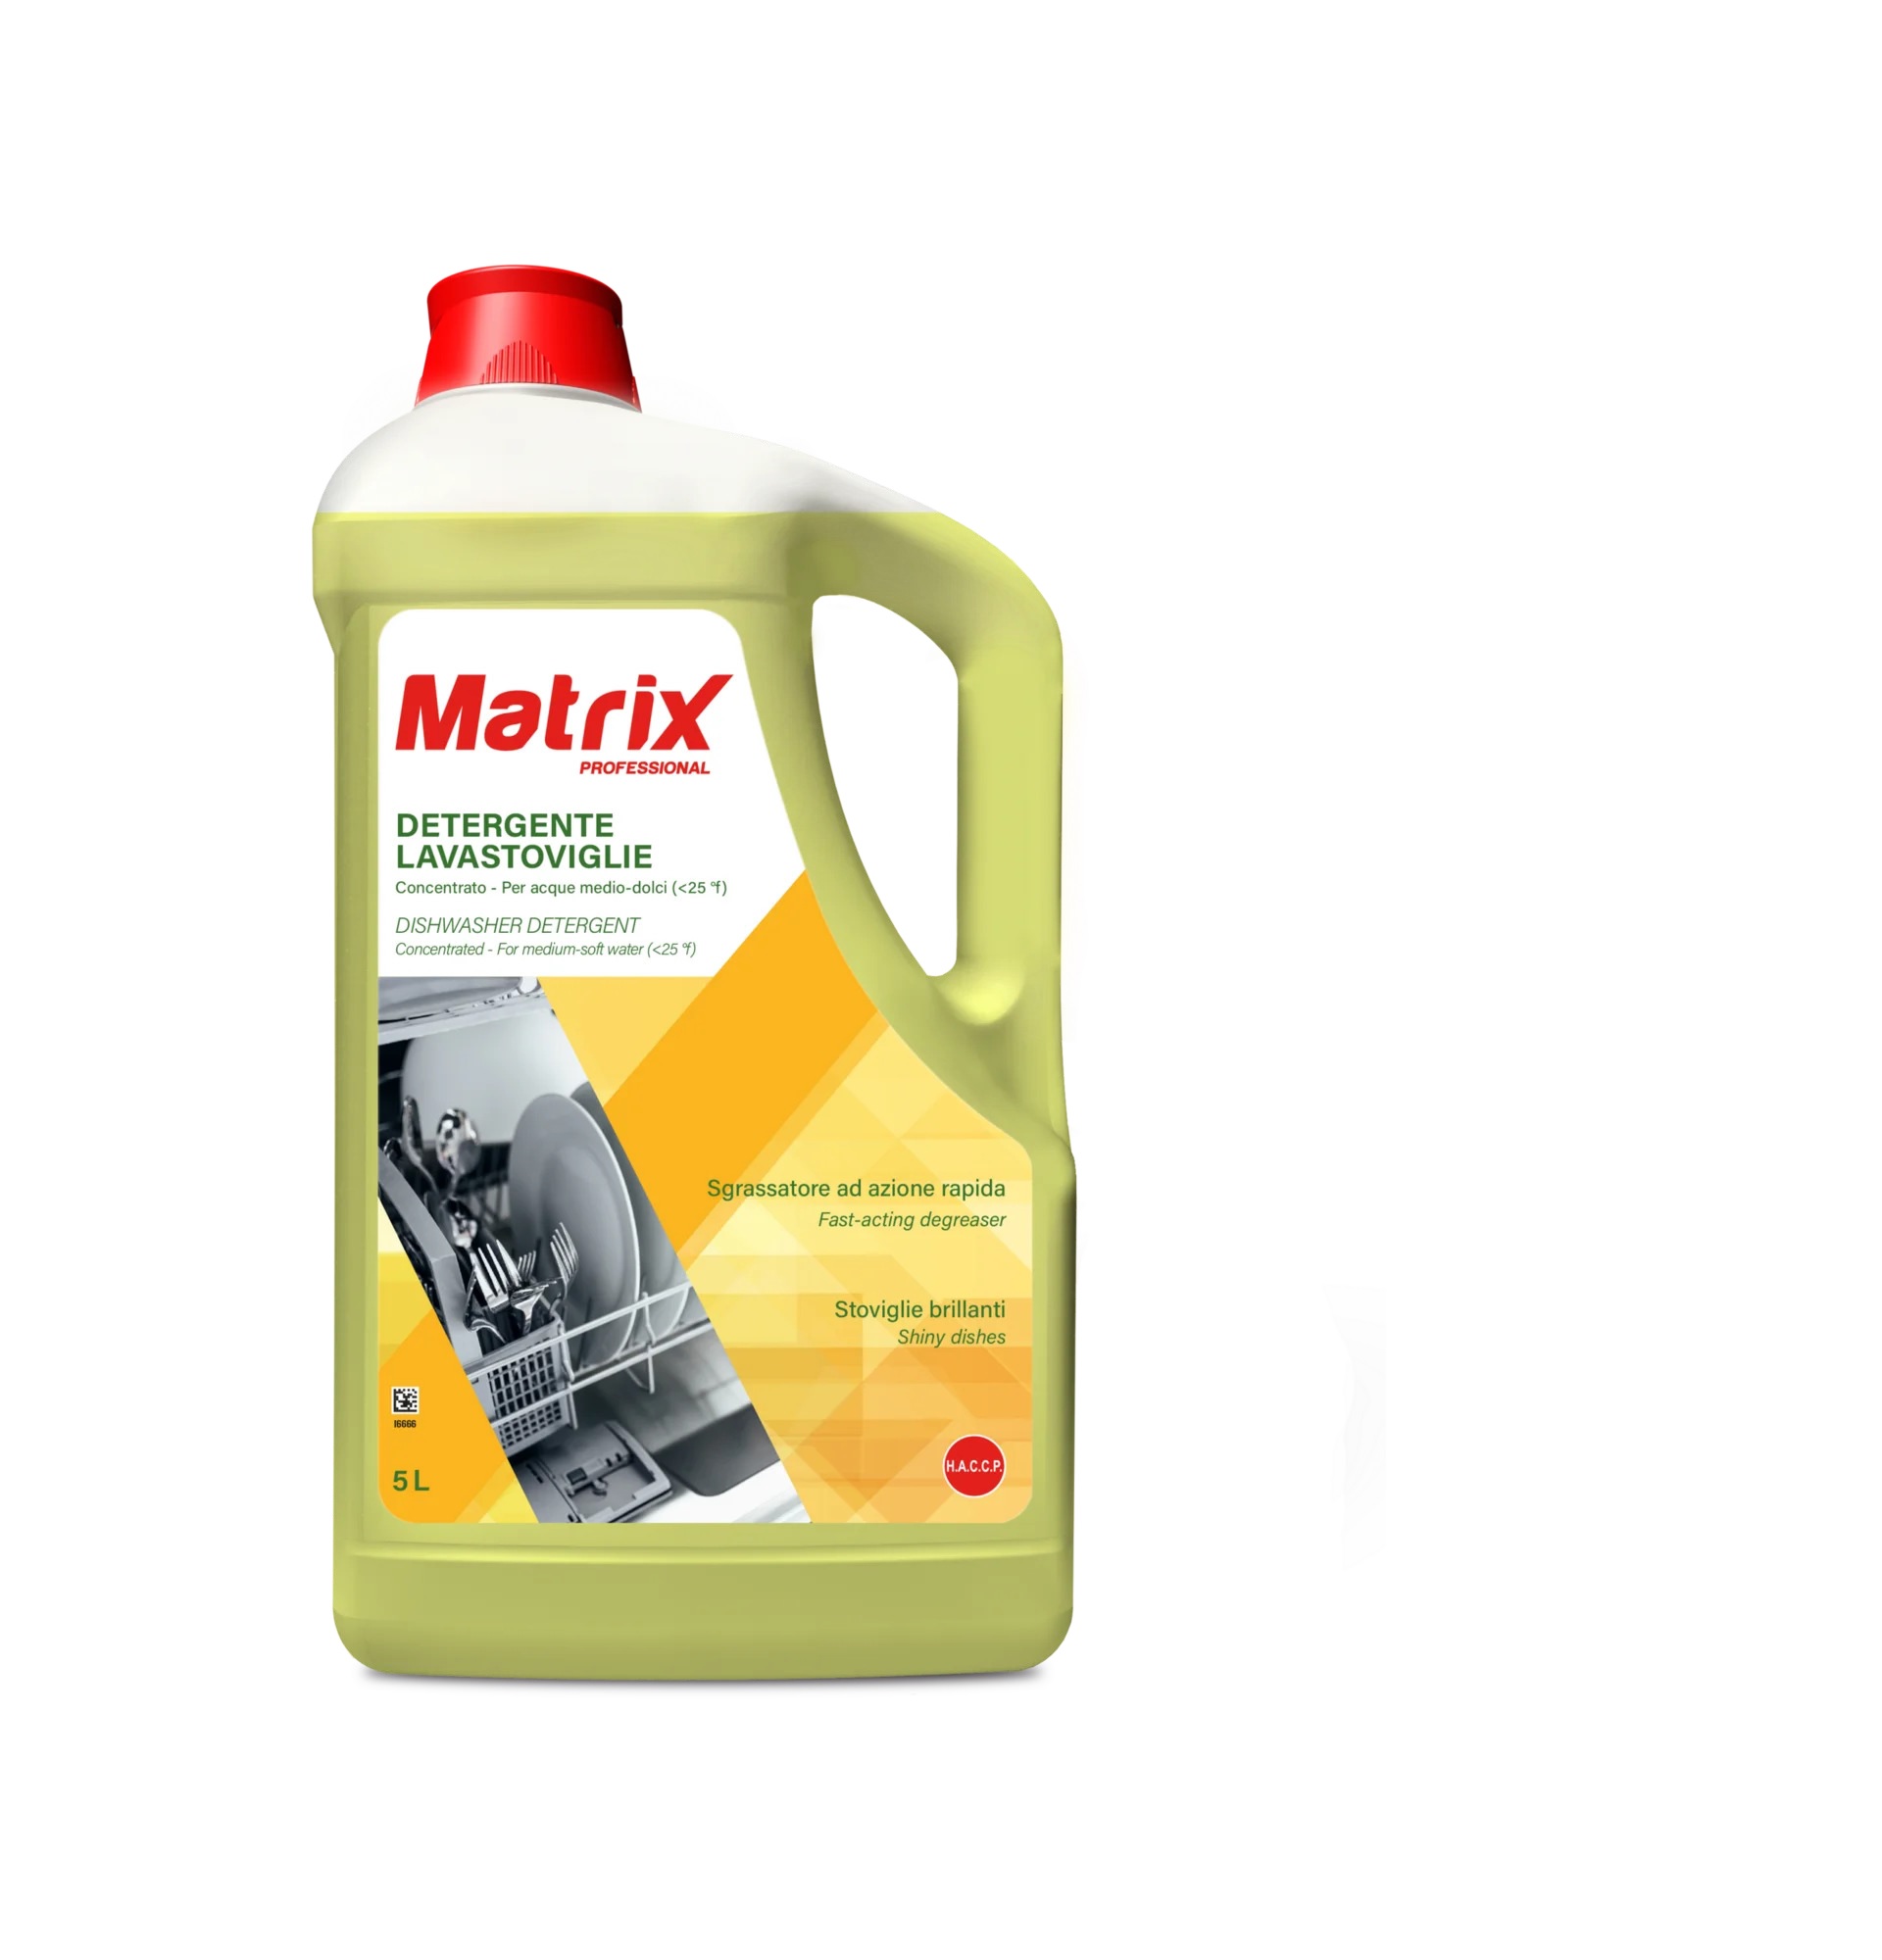 Matrix
PROFESSIONAL
DETERGENTE
LAVASTOVIGLIE
Concentrato - Per acque medio-dolci (<25 °f)
DISHWASHER DETERGENT
Concentrated - For medium-soft water (<25 °f)
Sgrassatore ad azione rapida
Fast-acting degreaser
Stoviglie brillanti
Shiny dishes
I6666
5 L
H.A.C.C.P.